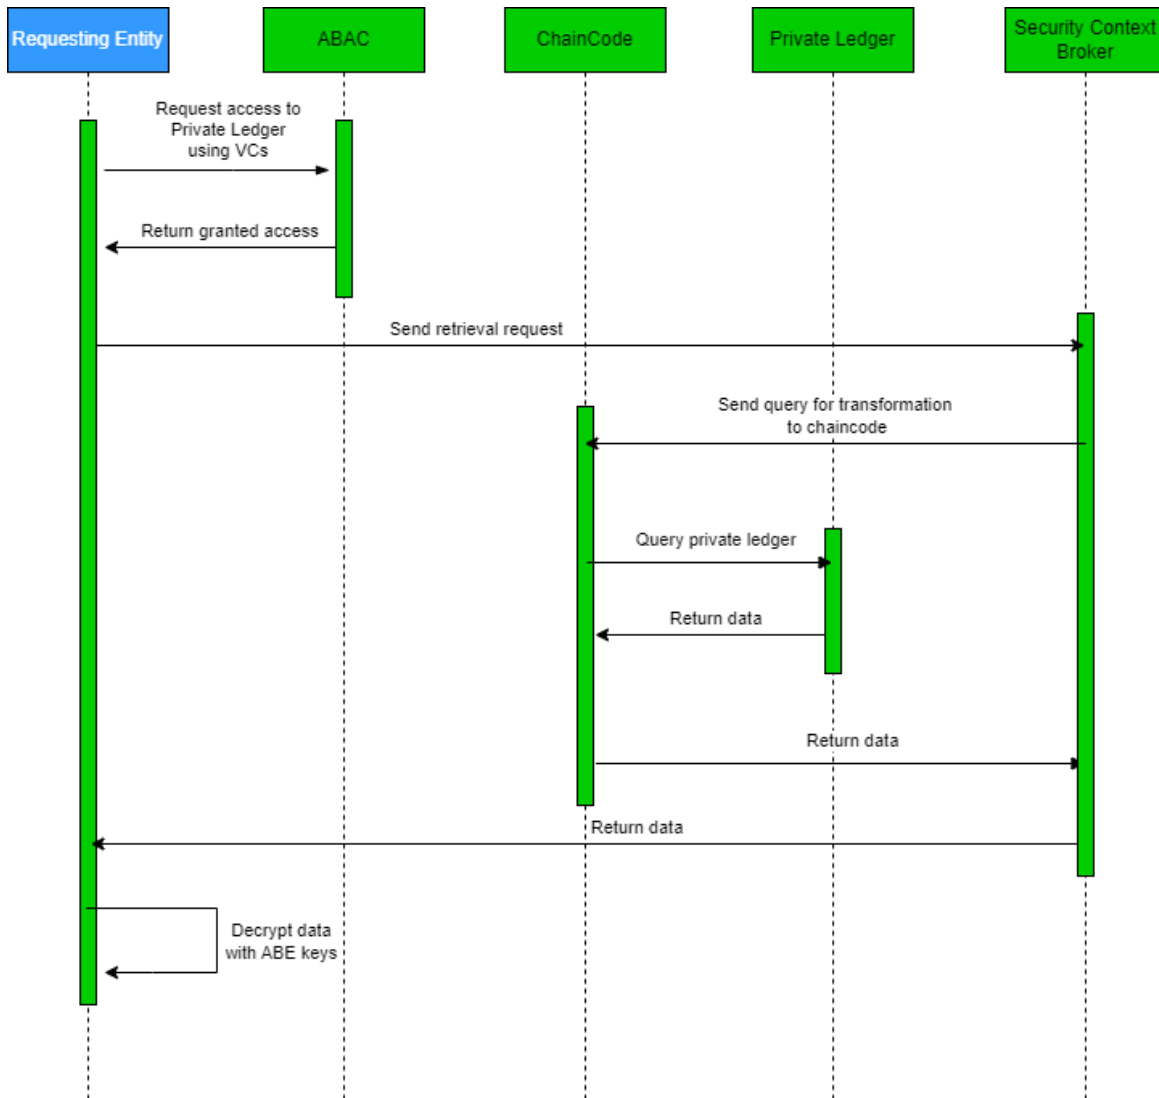 Requesting Entity
ABAC
ChainCode
Private Ledger
Security Context
Broker
Request access to
Private Ledger
using VCs
Return granted access
Send retrieval request
Send query for transformation
to chaincode
Query private ledger
Return data
Return data
Return data
Decrypt data
with ABE keys